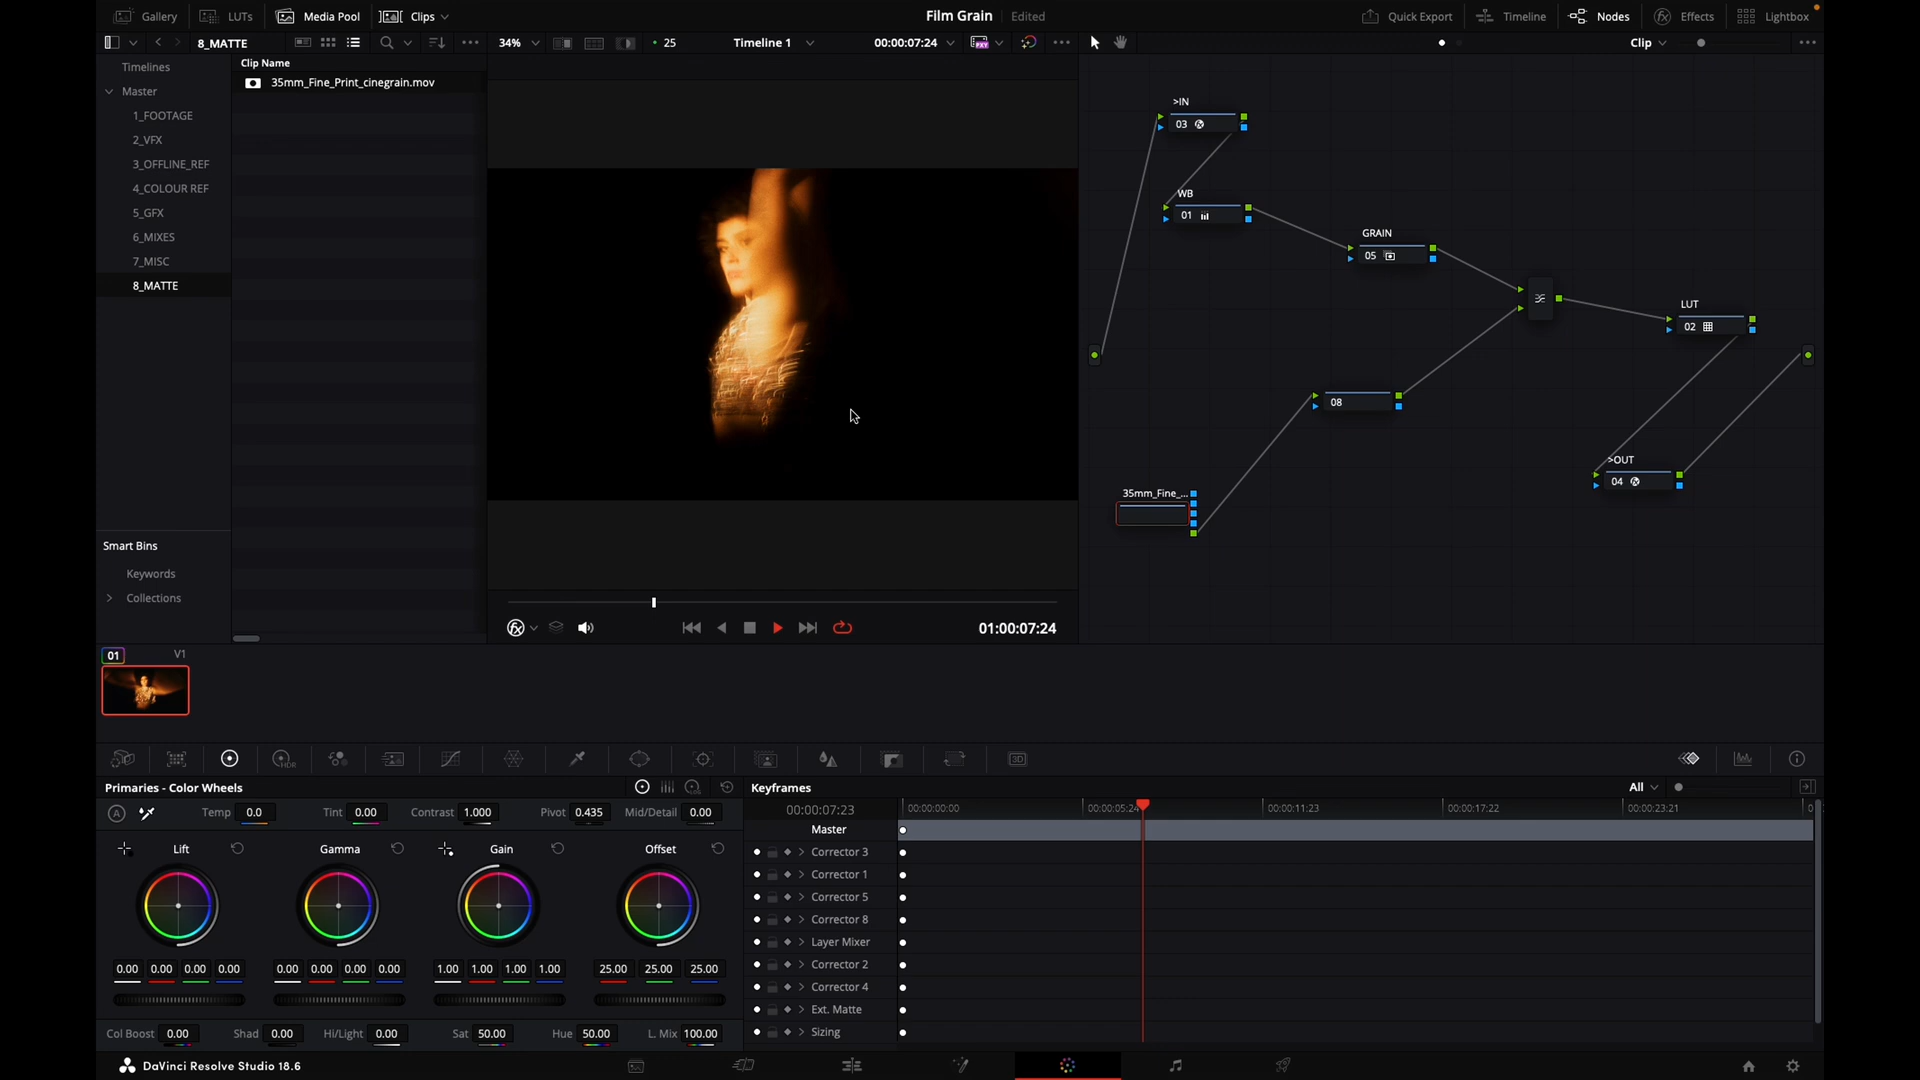 Gallery LUTs Media Pool Clips Film Grain Edited Quick Export Timeline Nodes Effects Lightbox
8_MATTE 34% 25 Timeline 1 00:00:07:24 Clip
Timelines
Master
1_FOOTAGE
2_VFX
3_OFFLINE_REF
4_COLOUR REF
5_GFX
6_MIXES
7_MISC
8_MATTE
Smart Bins
Keywords
Collections
Clip Name
35mm_Fine_Print_cinegrain.mov
01:00:07:24
>IN
03
WB
01
GRAIN
05
LUT
02
08
>OUT
04
35mm_Fine_...
01 V1
HDR
3D
Primaries - Color Wheels
Temp 0.0 Tint 0.00 Contrast 1.000 Pivot 0.435 Mid/Detail 0.00
Lift Gamma Gain Offset
0.00 0.00 0.00 0.00 0.00 0.00 0.00 0.00 1.00 1.00 1.00 1.00 25.00 25.00 25.00
Col Boost 0.00 Shad 0.00 Hi/Light 0.00 Sat 50.00 Hue 50.00 L. Mix 100.00
Keyframes All
00:00:07:23 00:00:00:00 00:00:05:24 00:00:11:23 00:00:17:22 00:00:23:21
Master
Corrector 3
Corrector 1
Corrector 5
Corrector 8
Layer Mixer
Corrector 2
Corrector 4
Ext. Matte
Sizing
DaVinci Resolve Studio 18.6